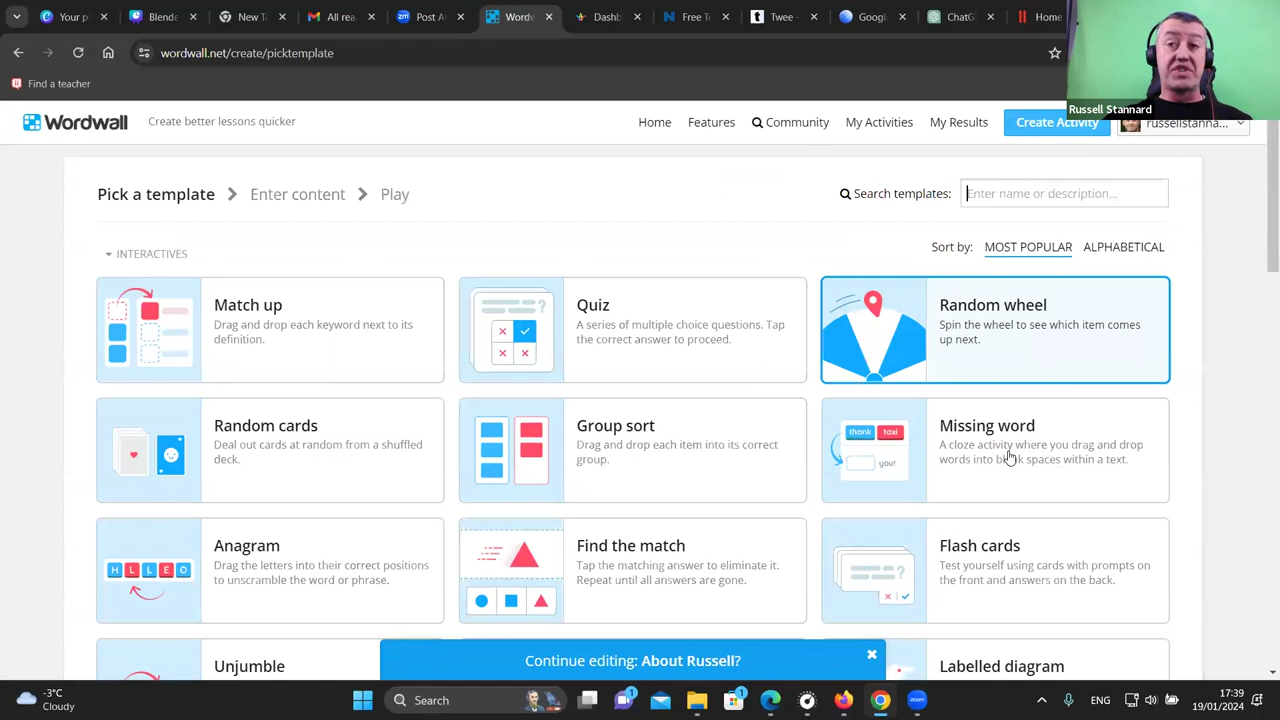 Your p
Blende
New T
All rea
Post At
Wordw
Dashb
Free Te
Twee -
Google
ChatG
Home
wordwall.net/create/picktemplate
Find a teacher
Russell Stannard
Wordwall
Create better lessons quicker
Home
Features
Community
My Activities
My Results
Create Activity
russellstanna...
Pick a template
Enter content
Play
Search templates:
Enter name or description...
INTERACTIVES
Sort by:
MOST POPULAR
ALPHABETICAL
Match up
Drag and drop each keyword next to its
definition.
Quiz
A series of multiple choice questions. Tap
the correct answer to proceed.
Random wheel
Spin the wheel to see which item comes
up next.
Random cards
Deal out cards at random from a shuffled
deck.
Group sort
Drag and drop each item into its correct
group.
thank
taxi
you!
Missing word
A cloze activity where you drag and drop
words into blank spaces within a text.
H L L E O
Anagram
Drag the letters into their correct positions
to unscramble the word or phrase.
Find the match
Tap the matching answer to eliminate it.
Repeat until all answers are gone.
Flash cards
Test yourself using cards with prompts on
the front and answers on the back.
Unjumble
Labelled diagram
Continue editing: About Russell?
-3°C
Cloudy
Search
1
1
ENG
17:39
19/01/2024